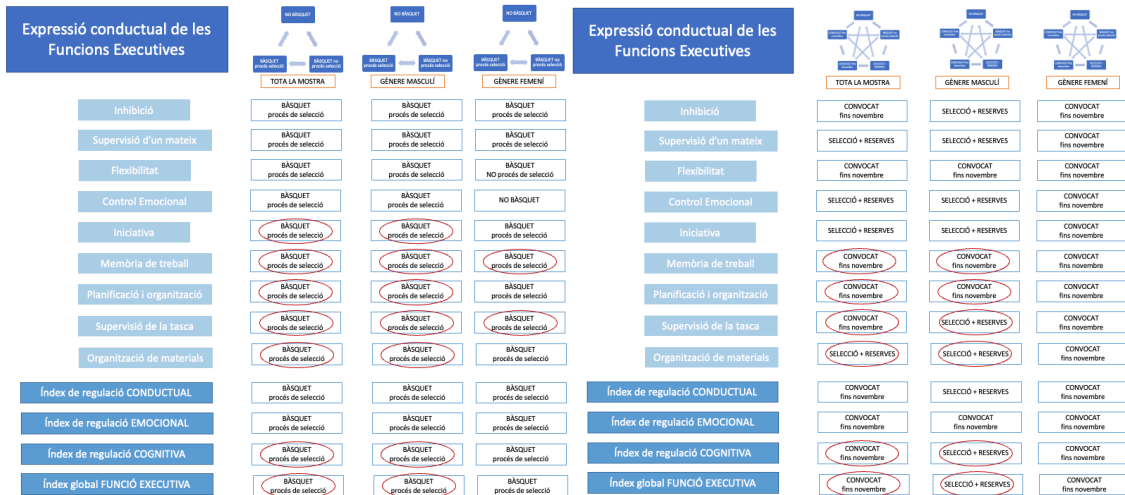 Expressió conductual de les
Funcions Executives
NO BÀSQUET
BÀSQUET
procés selecció
BÀSQUET no
procés selecció
NO BÀSQUET
BÀSQUET
procés selecció
BÀSQUET no
procés selecció
NO BÀSQUET
BÀSQUET
procés selecció
BÀSQUET no
procés selecció
TOTA LA MOSTRA
GÈNERE MASCULÍ
GÈNERE FEMENÍ
Inhibició
BÀSQUET
procés de selecció
BÀSQUET
procés de selecció
BÀSQUET
procés de selecció
Supervisió d'un mateix
BÀSQUET
procés de selecció
BÀSQUET
procés de selecció
BÀSQUET
procés de selecció
Flexibilitat
BÀSQUET
procés de selecció
BÀSQUET
procés de selecció
BÀSQUET
NO procés de selecció
Control Emocional
BÀSQUET
procés de selecció
BÀSQUET
procés de selecció
NO BÀSQUET
Iniciativa
BÀSQUET
procés de selecció
BÀSQUET
procés de selecció
BÀSQUET
procés de selecció
Memòria de treball
BÀSQUET
procés de selecció
BÀSQUET
procés de selecció
BÀSQUET
procés de selecció
Planificació i organització
BÀSQUET
procés de selecció
BÀSQUET
procés de selecció
BÀSQUET
procés de selecció
Supervisió de la tasca
BÀSQUET
procés de selecció
BÀSQUET
procés de selecció
BÀSQUET
procés de selecció
Organització de materials
BÀSQUET
procés de selecció
BÀSQUET
procés de selecció
BÀSQUET
procés de selecció
Índex de regulació CONDUCTUAL
BÀSQUET
procés de selecció
BÀSQUET
procés de selecció
BÀSQUET
procés de selecció
Índex de regulació EMOCIONAL
BÀSQUET
procés de selecció
BÀSQUET
procés de selecció
BÀSQUET
procés de selecció
Índex de regulació COGNITIVA
BÀSQUET
procés de selecció
BÀSQUET
procés de selecció
BÀSQUET
procés de selecció
Índex global FUNCIÓ EXECUTIVA
BÀSQUET
procés de selecció
BÀSQUET
procés de selecció
BÀSQUET
procés de selecció
Expressió conductual de les
Funcions Executives
TOTA LA MOSTRA
GÈNERE MASCULÍ
GÈNERE FEMENÍ
Inhibició
CONVOCAT
fins novembre
SELECCIÓ + RESERVES
CONVOCAT
fins novembre
Supervisió d'un mateix
SELECCIÓ + RESERVES
SELECCIÓ + RESERVES
CONVOCAT
fins novembre
Flexibilitat
CONVOCAT
fins novembre
CONVOCAT
fins novembre
CONVOCAT
fins novembre
Control Emocional
SELECCIÓ + RESERVES
SELECCIÓ + RESERVES
CONVOCAT
fins novembre
Iniciativa
SELECCIÓ + RESERVES
SELECCIÓ + RESERVES
CONVOCAT
fins novembre
Memòria de treball
CONVOCAT
fins novembre
CONVOCAT
fins novembre
CONVOCAT
fins novembre
Planificació i organització
CONVOCAT
fins novembre
CONVOCAT
fins novembre
CONVOCAT
fins novembre
Supervisió de la tasca
CONVOCAT
fins novembre
SELECCIÓ + RESERVES
CONVOCAT
fins novembre
Organització de materials
SELECCIÓ + RESERVES
SELECCIÓ + RESERVES
CONVOCAT
fins novembre
Índex de regulació CONDUCTUAL
CONVOCAT
fins novembre
SELECCIÓ + RESERVES
CONVOCAT
fins novembre
Índex de regulació EMOCIONAL
CONVOCAT
fins novembre
CONVOCAT
fins novembre
CONVOCAT
fins novembre
Índex de regulació COGNITIVA
CONVOCAT
fins novembre
SELECCIÓ + RESERVES
CONVOCAT
fins novembre
Índex global FUNCIÓ EXECUTIVA
CONVOCAT
fins novembre
SELECCIÓ + RESERVES
CONVOCAT
fins novembre